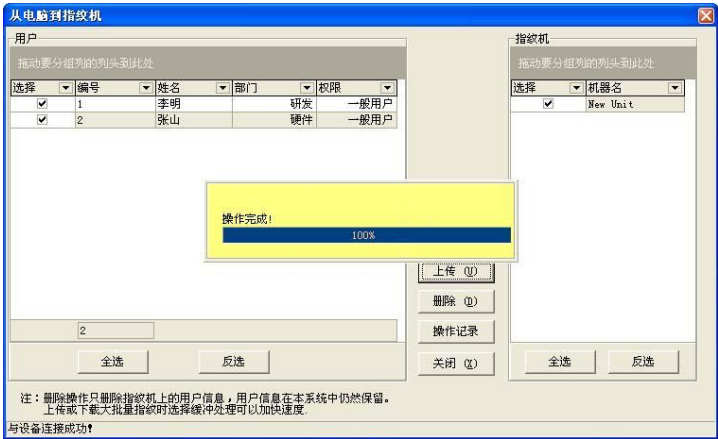 从电脑到指纹机
用户
拖动要分组列的列头到此处
选择 编号 姓名 部门 权限
1 李明 研发 一般用户
2 张山 硬件 一般用户
2
全选 反选
操作完成!
100%
上传 (U)
删除 (D)
操作记录
关闭 (X)
指纹机
拖动要分组列的列头到此处
选择 机器名
New Unit
全选 反选
注：删除操作只删除指纹机上的用户信息，用户信息在本系统中仍然保留。
上传或下载大批量指纹时选择缓冲处理可以加快速度.
与设备连接成功!